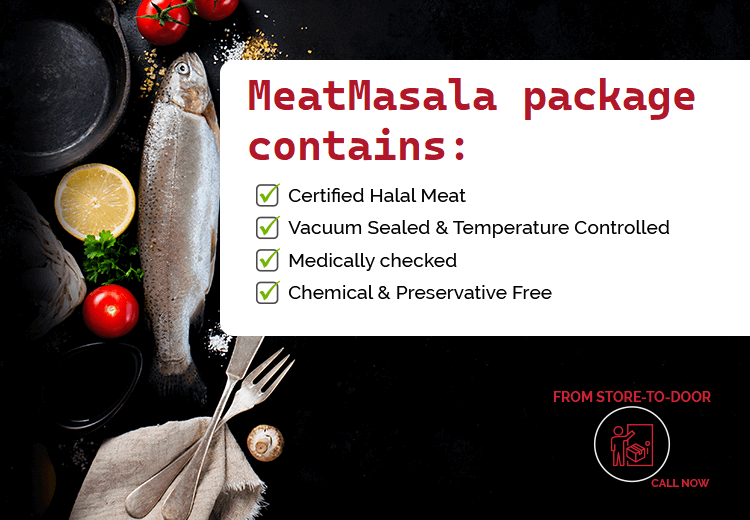 MeatMasala package
contains:
Certified Halal Meat
Vacuum Sealed & Temperature Controlled
Medically checked
Chemical & Preservative Free
FROM STORE-TO-DOOR
CALL NOW